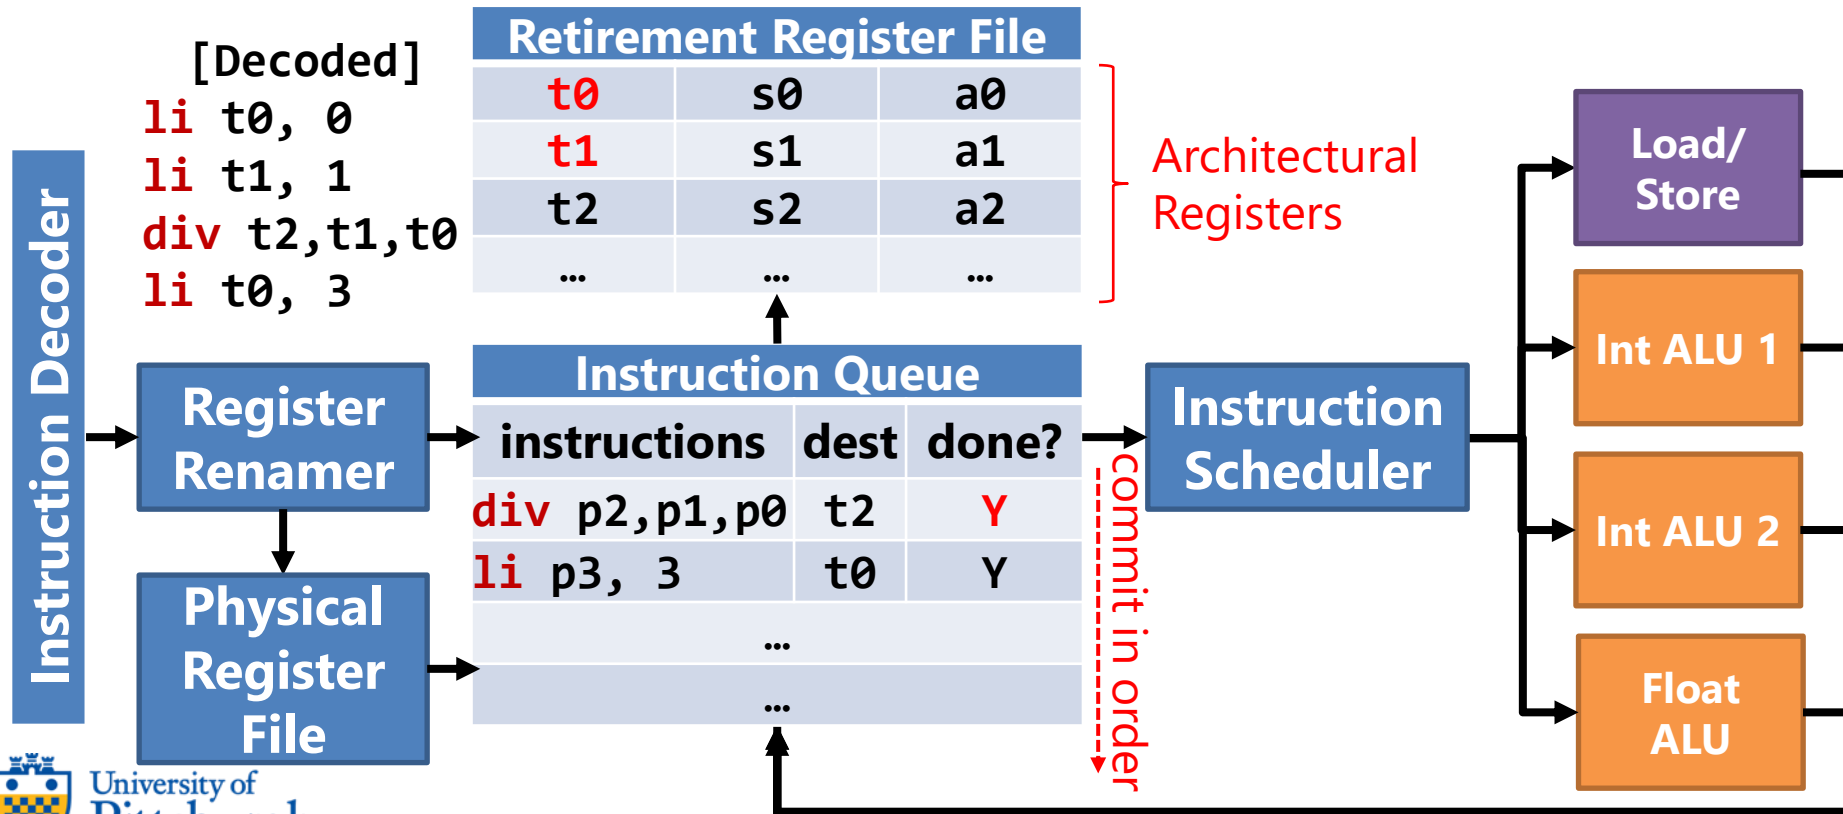 [Decoded]
li t0, 0
li t1, 1
div t2,t1,t0
li t0, 3
Instruction Decoder
Retirement Register File
t0 s0 a0
t1 s1 a1
t2 s2 a2
… … …
Architectural
Registers
Register
Renamer
Physical
Register
File
Instruction Queue
instructions dest done?
div p2,p1,p0 t2 Y
li p3, 3 t0 Y
…
…
commit in order
Instruction
Scheduler
Load/
Store
Int ALU 1
Int ALU 2
Float
ALU
University of